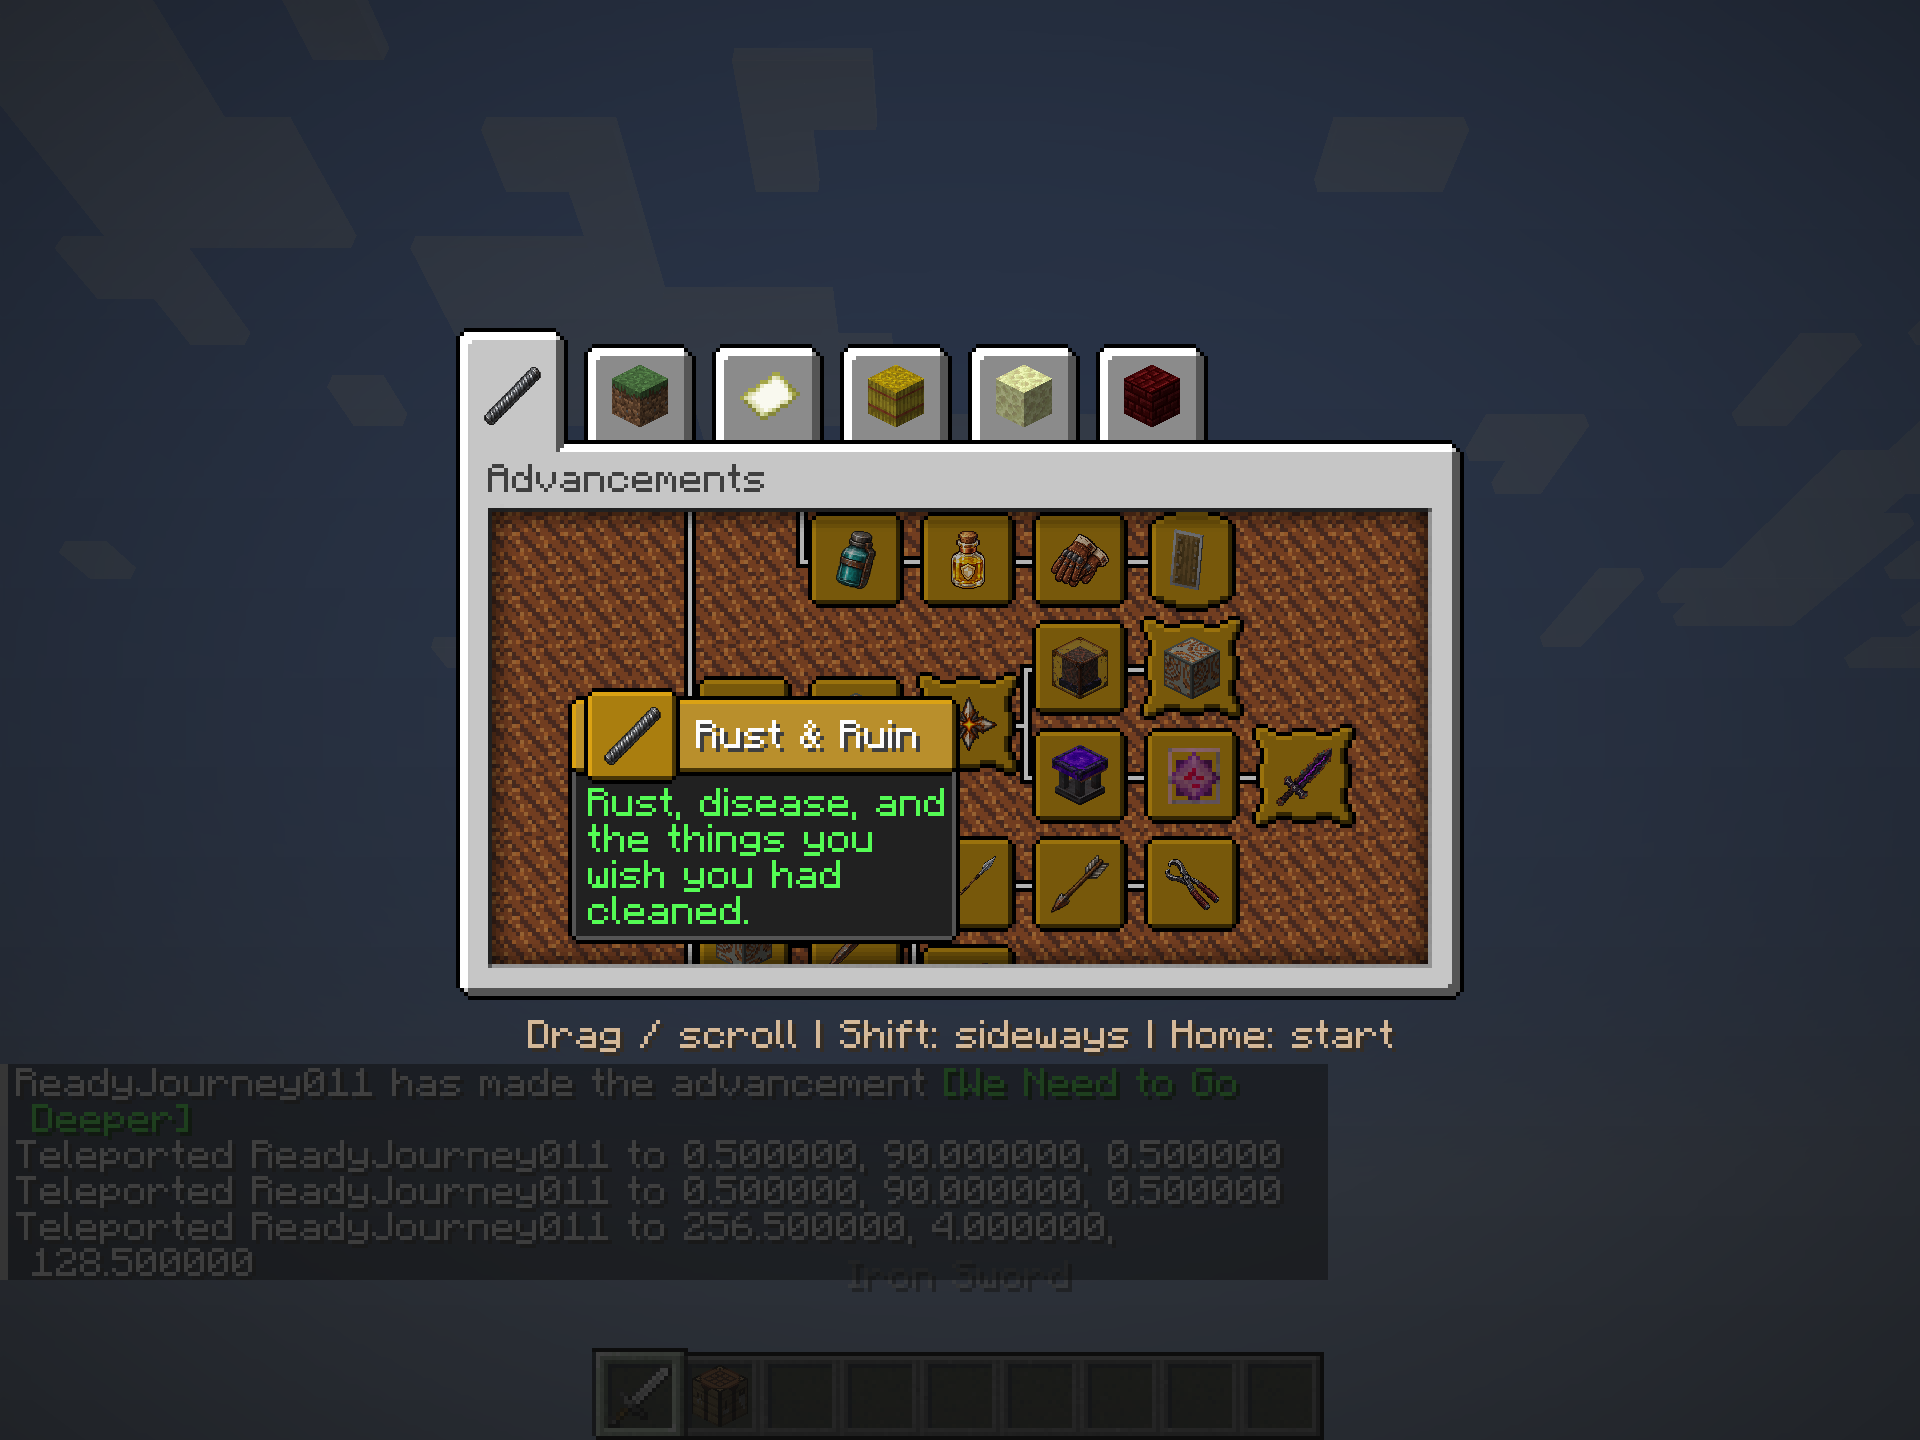 Advancements
Rust & Ruin
Rust, disease, and
the things you
wish you had
cleaned.
Drag / scroll | Shift: sideways | Home: start
ReadyJourney011 has made the advancement [We Need to Go
Deeper]
Teleported ReadyJourney011 to 0.500000, 90.000000, 0.500000
Teleported ReadyJourney011 to 0.500000, 90.000000, 0.500000
Teleported ReadyJourney011 to 256.500000, 4.000000,
128.500000
Iron Sword